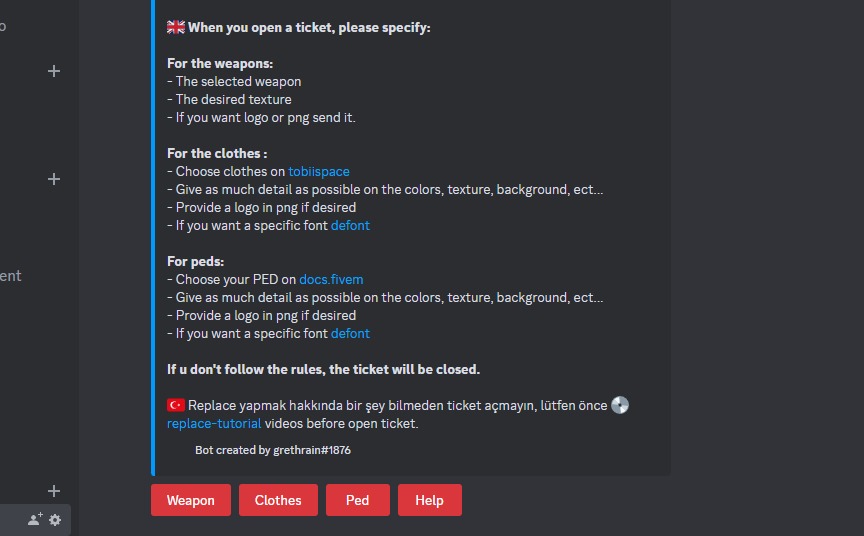 o
When you open a ticket, please specify:
For the weapons:
- The selected weapon
- The desired texture
- If you want logo or png send it.
For the clothes :
- Choose clothes on tobiispace
- Give as much detail as possible on the colors, texture, background, ect...
- Provide a logo in png if desired
- If you want a specific font defont
For peds:
- Choose your PED on docs.fivem
- Give as much detail as possible on the colors, texture, background, ect...
- Provide a logo in png if desired
- If you want a specific font defont
ent
If u don't follow the rules, the ticket will be closed.
Replace yapmak hakkında bir şey bilmeden ticket açmayın, lütfen önce
replace-tutorial videos before open ticket.
Bot created by grethrain#1876
Weapon Clothes Ped Help